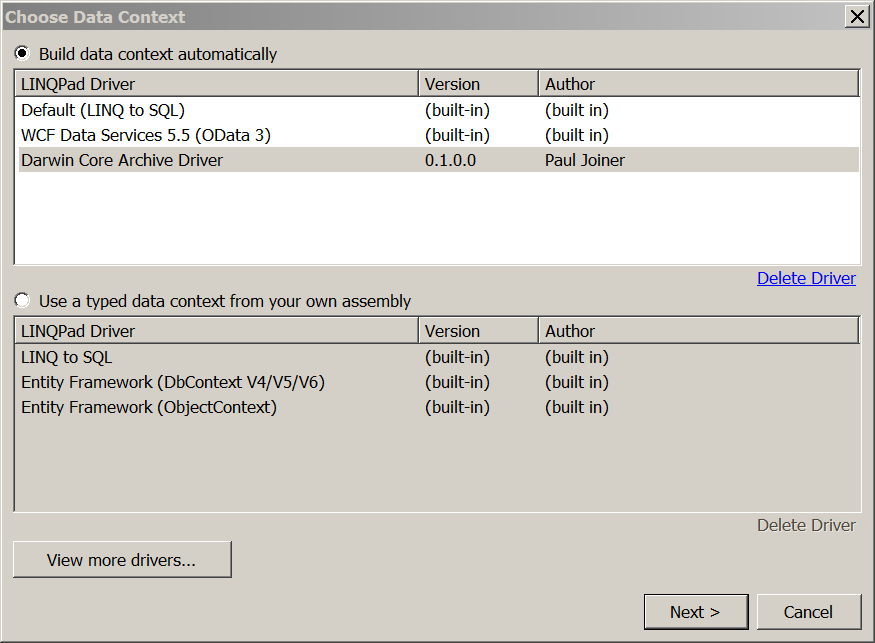 Choose Data Context
Build data context automatically
LINQPad Driver Version Author
Default (LINQ to SQL) (built-in) (built in)
WCF Data Services 5.5 (OData 3) (built-in) (built in)
Darwin Core Archive Driver 0.1.0.0 Paul Joiner
Delete Driver
Use a typed data context from your own assembly
LINQPad Driver Version Author
LINQ to SQL (built-in) (built in)
Entity Framework (DbContext V4/V5/V6) (built-in) (built in)
Entity Framework (ObjectContext) (built-in) (built in)
Delete Driver
View more drivers...
Next > Cancel